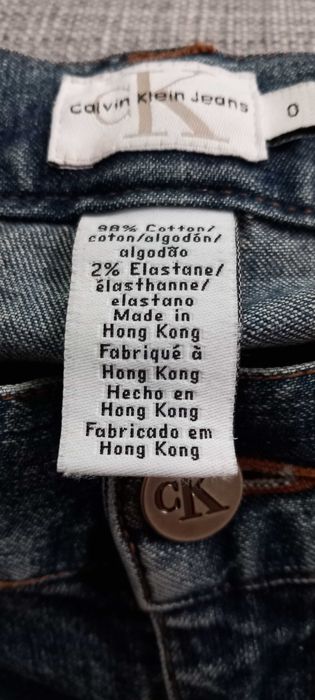 CK
Calvin Klein Jeans
0
98% Cotton/
coton/algodón/
algodão
2% Elastane/
élasthanne/
elastano
Made in
Hong Kong
Fabriqué à
Hong Kong
Hecho en
Hong Kong
Fabricado em
Hong Kong
CK